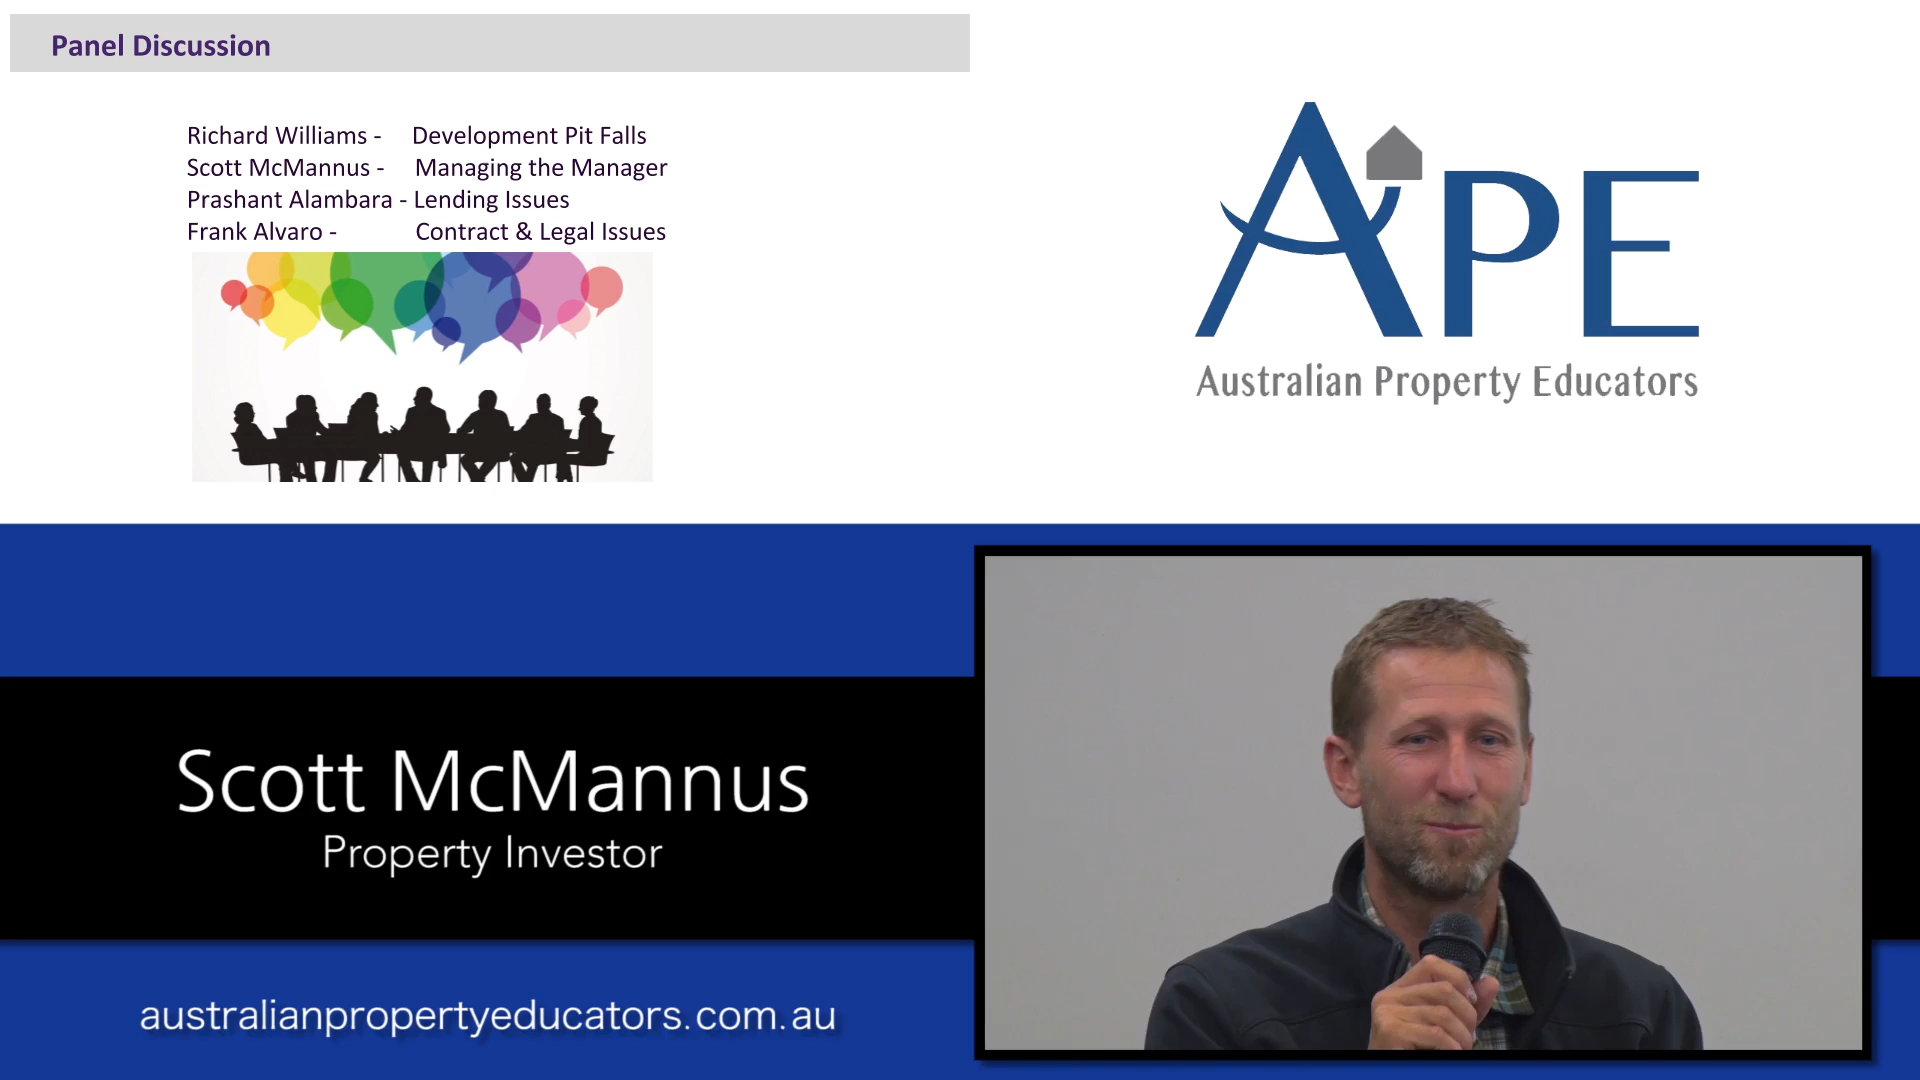 Panel Discussion
Richard Williams - Development Pit Falls
Scott McMannus - Managing the Manager
Prashant Alambara - Lending Issues
Frank Alvaro - Contract & Legal Issues
APE
Australian Property Educators
Scott McMannus
Property Investor
australianpropertyeducators.com.au